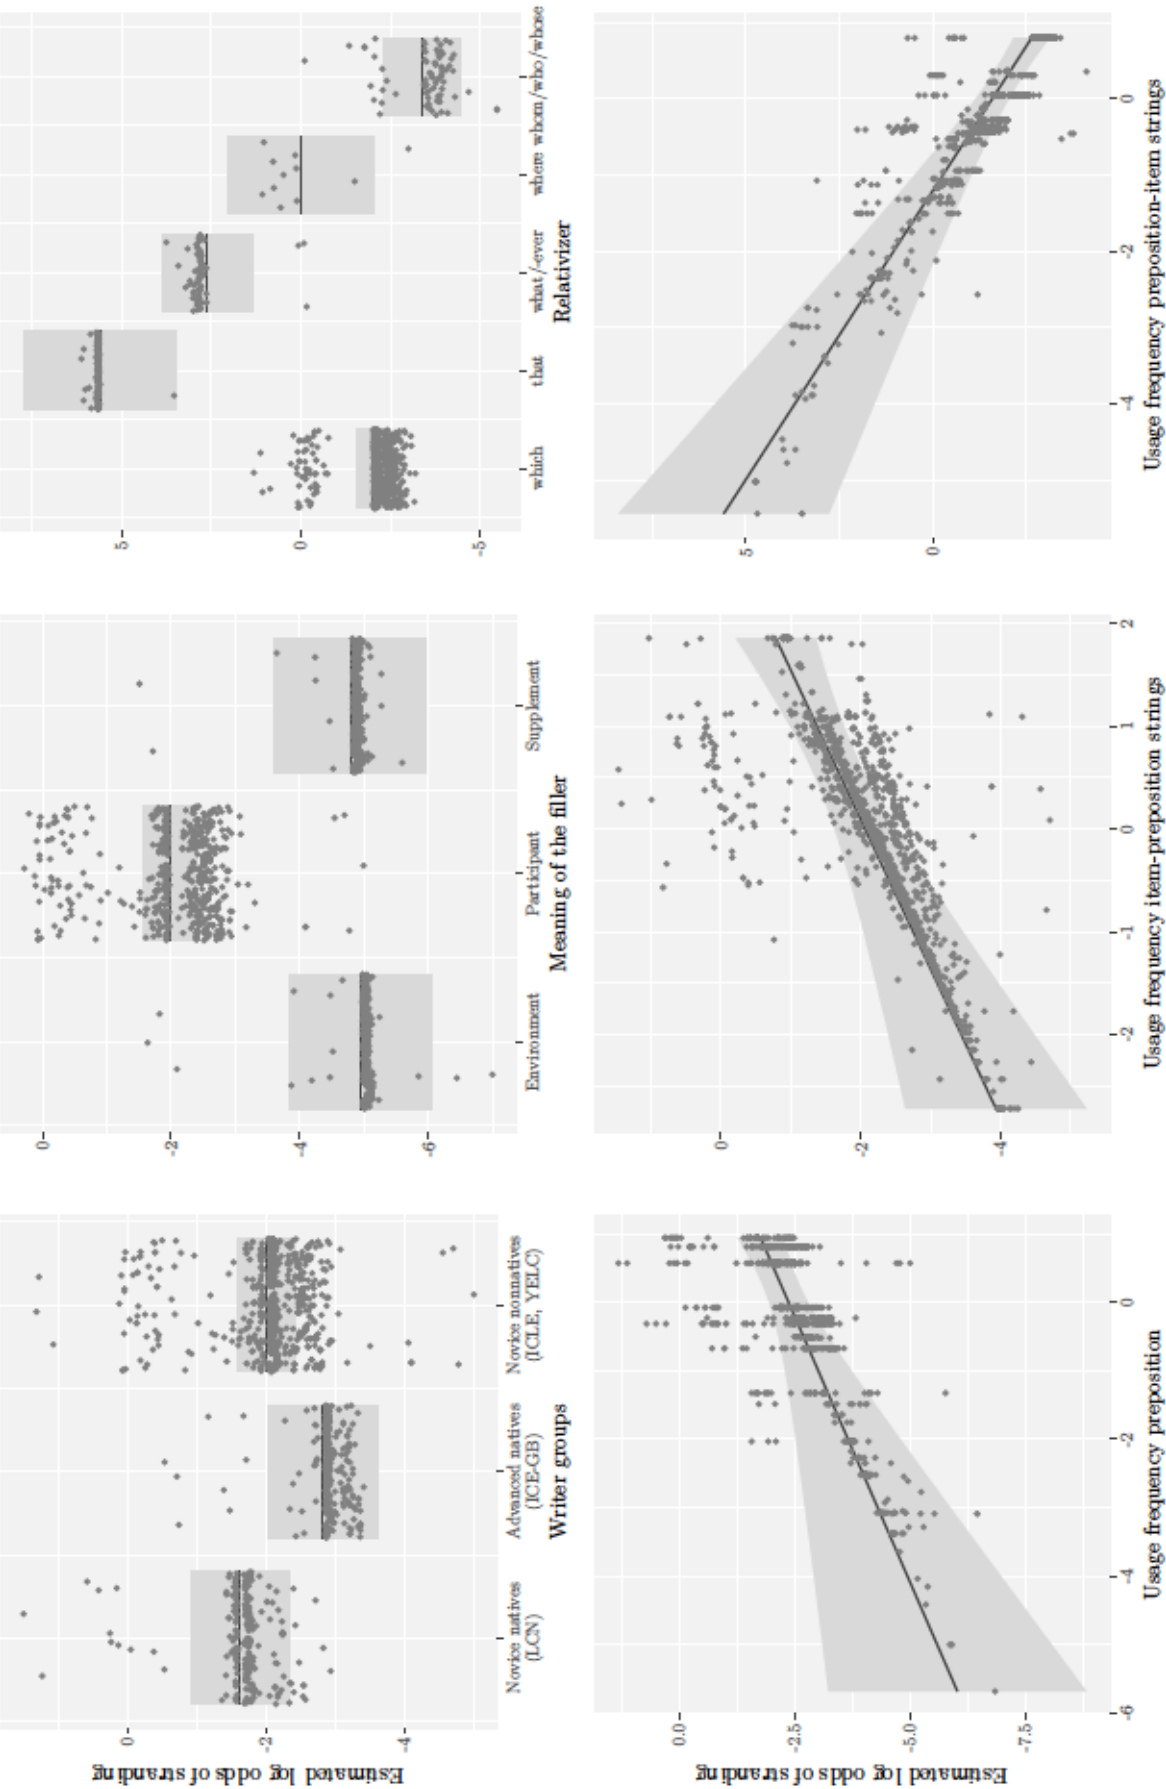 Estimated log odds of stranding
0
-2
-4
Novice natives
(LCN)
Advanced natives
(ICE-GB)
Novice nonnatives
(ICLE, YELC)
Writer groups
0
-2
-4
-6
Environment Participant Supplement
Meaning of the filler
5
0
-5
which that what/-ever where whom/who/whose
Relativizer
Estimated log odds of stranding
0.0
-2.5
-5.0
-7.5
-6 -4 -2 0
Usage frequency preposition
0
-2
-4
-2 -1 0 1 2
Usage frequency item-preposition strings
5
0
-4 -2 0
Usage frequency preposition-item strings